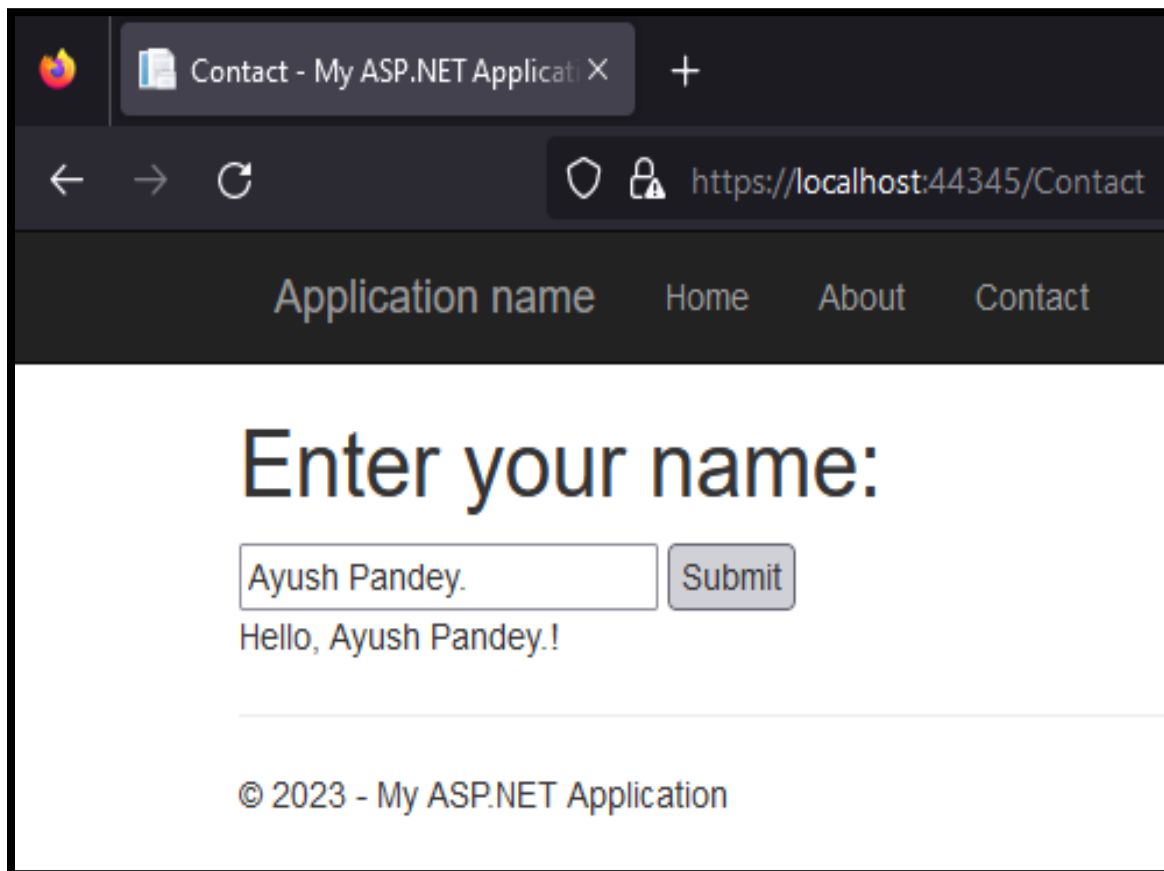 Contact - My ASP.NET Applicati
https://localhost:44345/Contact
Application name Home About Contact
Enter your name:
Ayush Pandey. Submit
Hello, Ayush Pandey.!
© 2023 - My ASP.NET Application